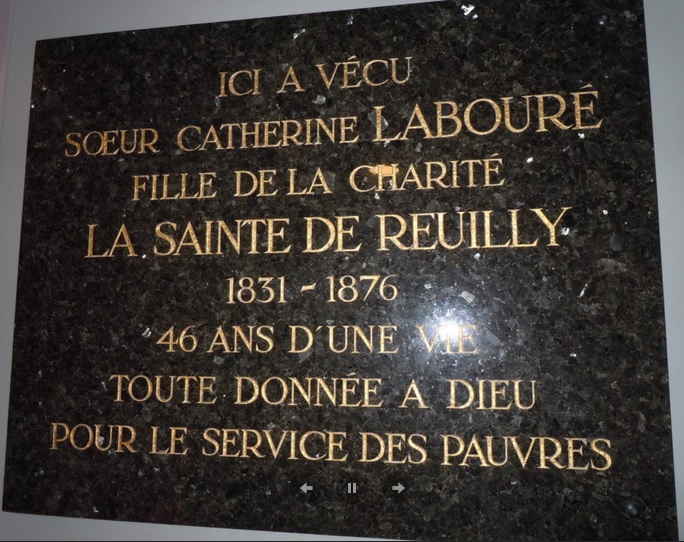 ICI A VÉCU
SŒUR CATHERINE LABOURÉ
FILLE DE LA CHARITÉ
LA SAINTE DE REUILLY
1831 - 1876
46 ANS D'UNE VIE
TOUTE DONNÉE A DIEU
POUR LE SERVICE DES PAUVRES